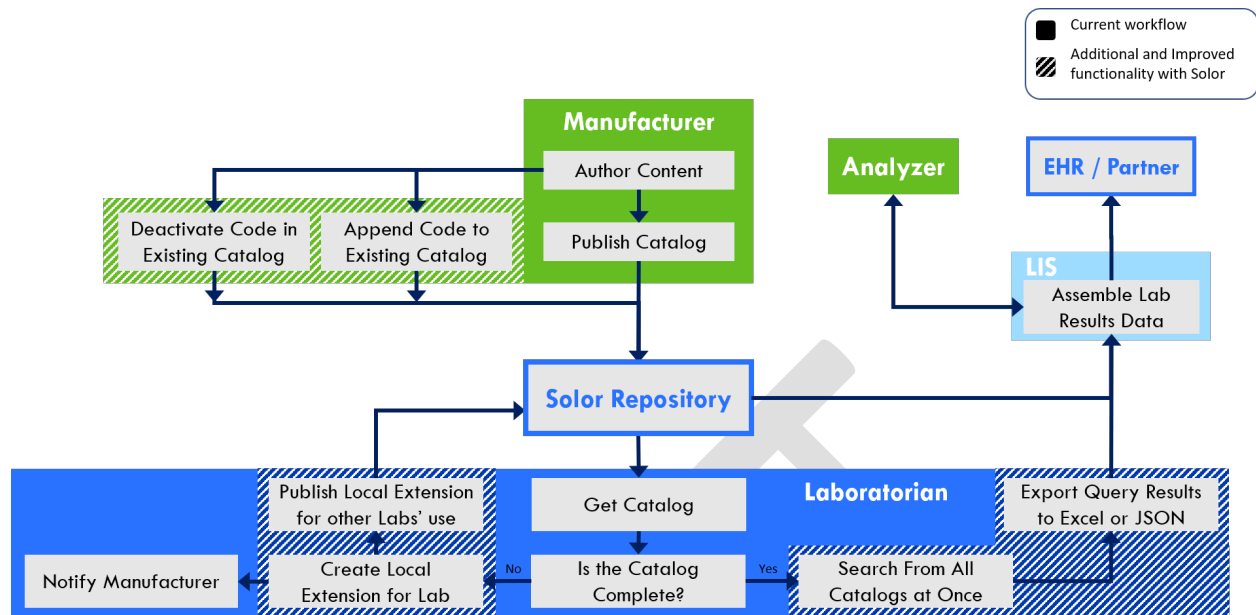 Current workflow
Additional and Improved
functionality with Solor
Manufacturer
Author Content
Publish Catalog
Deactivate Code in
Existing Catalog
Append Code to
Existing Catalog
Analyzer
EHR / Partner
LIS
Assemble Lab
Results Data
Solor Repository
Laboratorian
Publish Local Extension
for other Labs' use
Get Catalog
Export Query Results
to Excel or JSON
Notify Manufacturer
Create Local
Extension for Lab
No
Is the Catalog
Complete?
Yes
Search From All
Catalogs at Once